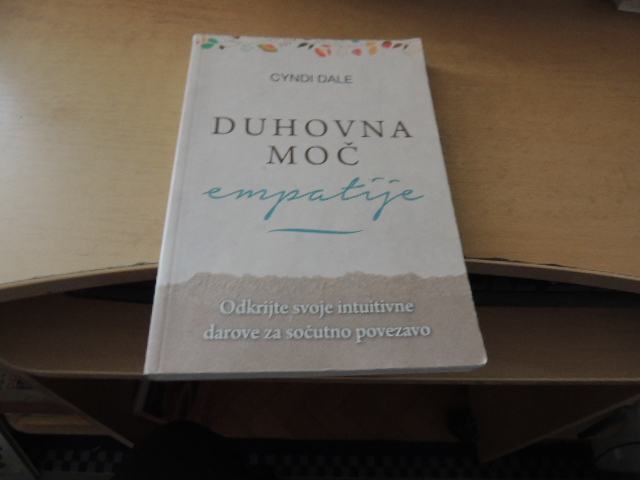 CYNDI DALE
DUHOVNA
MOČ
empatije
Odkrijte svoje intuitivne
darove za sočutno povezavo